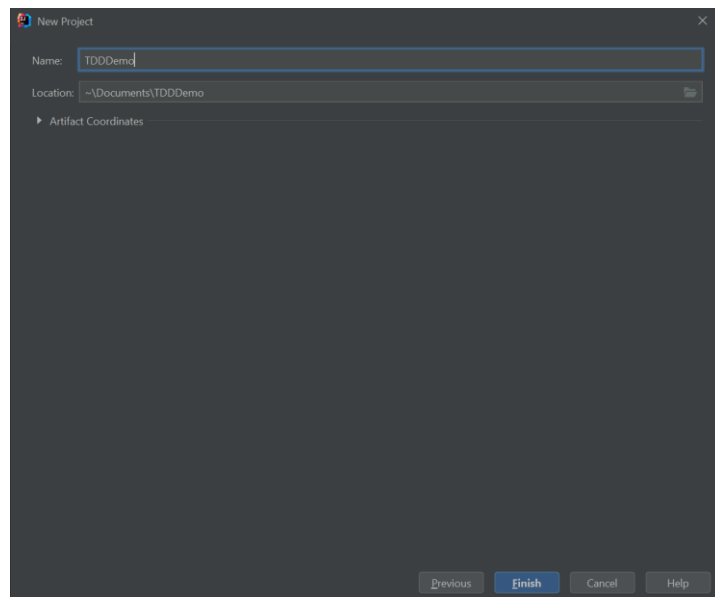 New Project
Name: TDDDemo
Location: ~\Documents\TDDDemo
Artifact Coordinates
Previous Finish Cancel Help